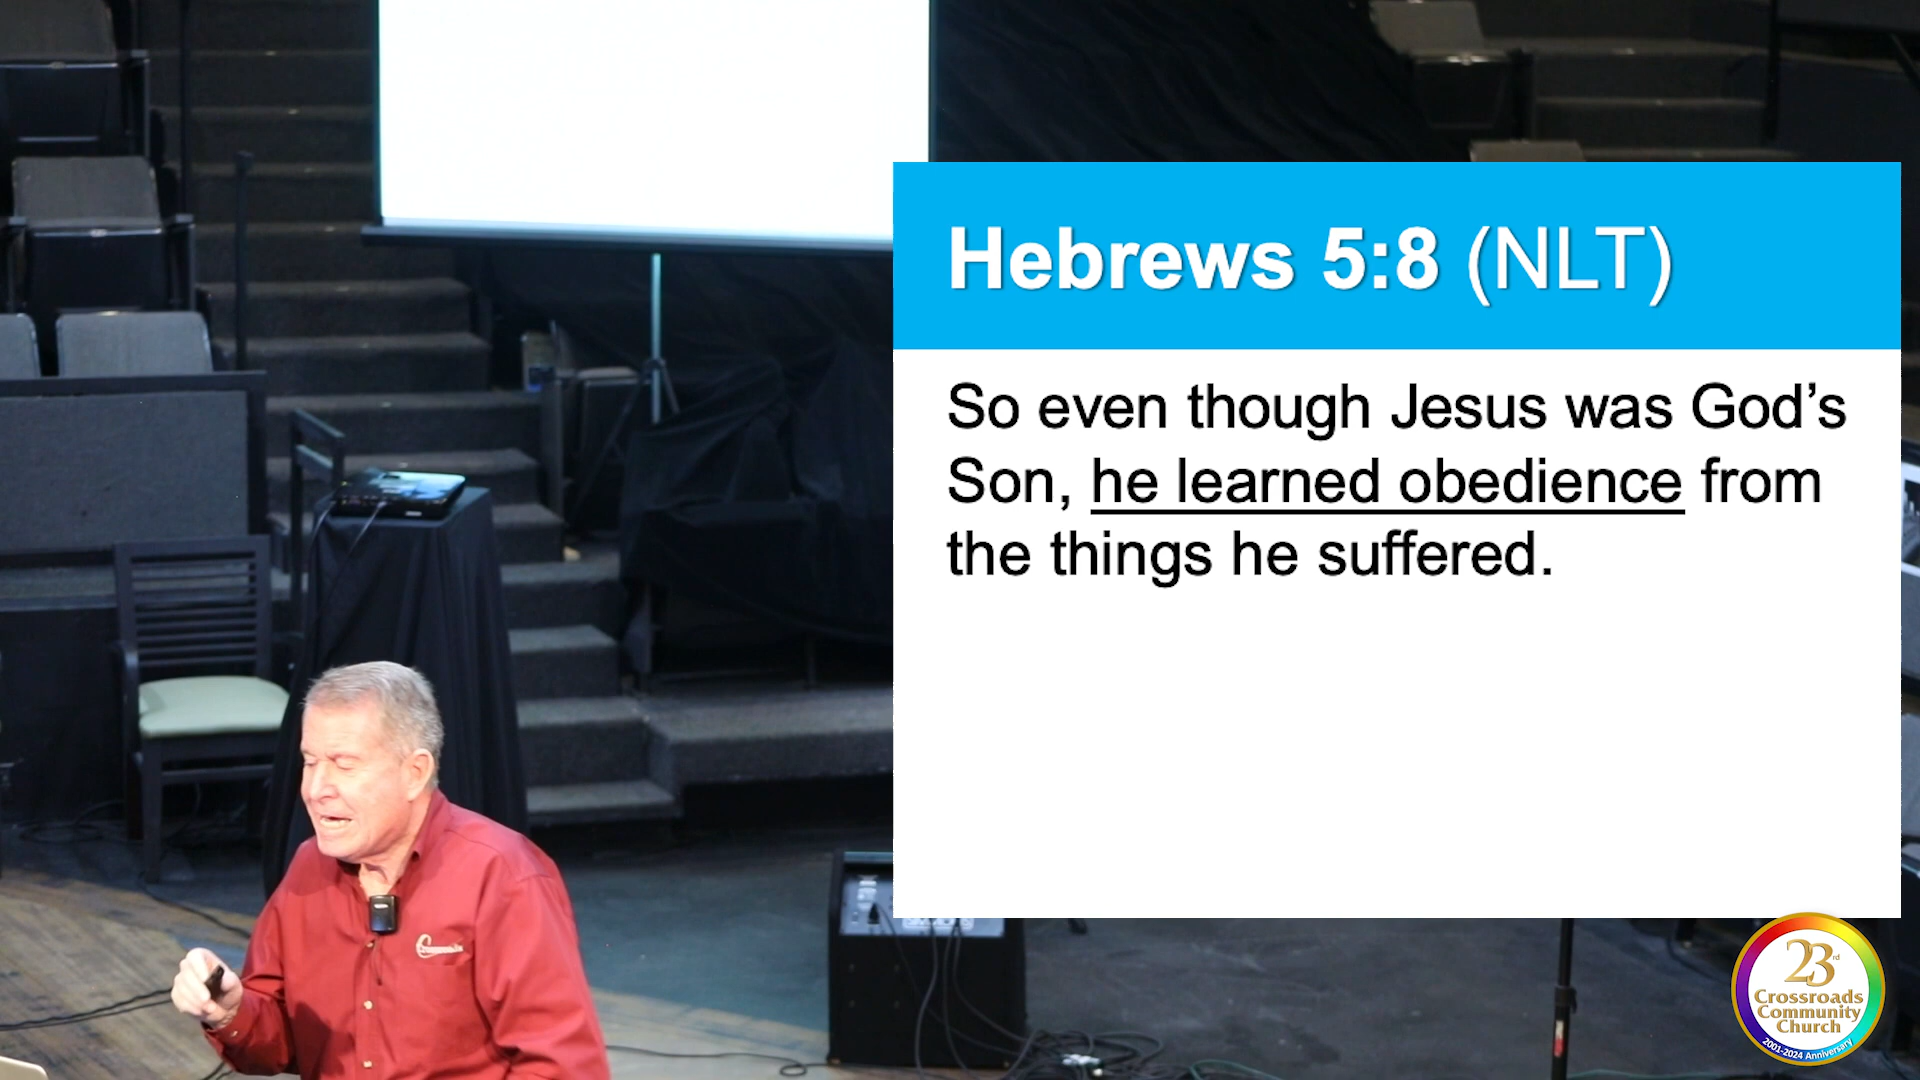 Hebrews 5:8 (NLT)
So even though Jesus was God’s
Son, he learned obedience from
the things he suffered.
23rd
Crossroads
Community
Church
2001-2024 Anniversary